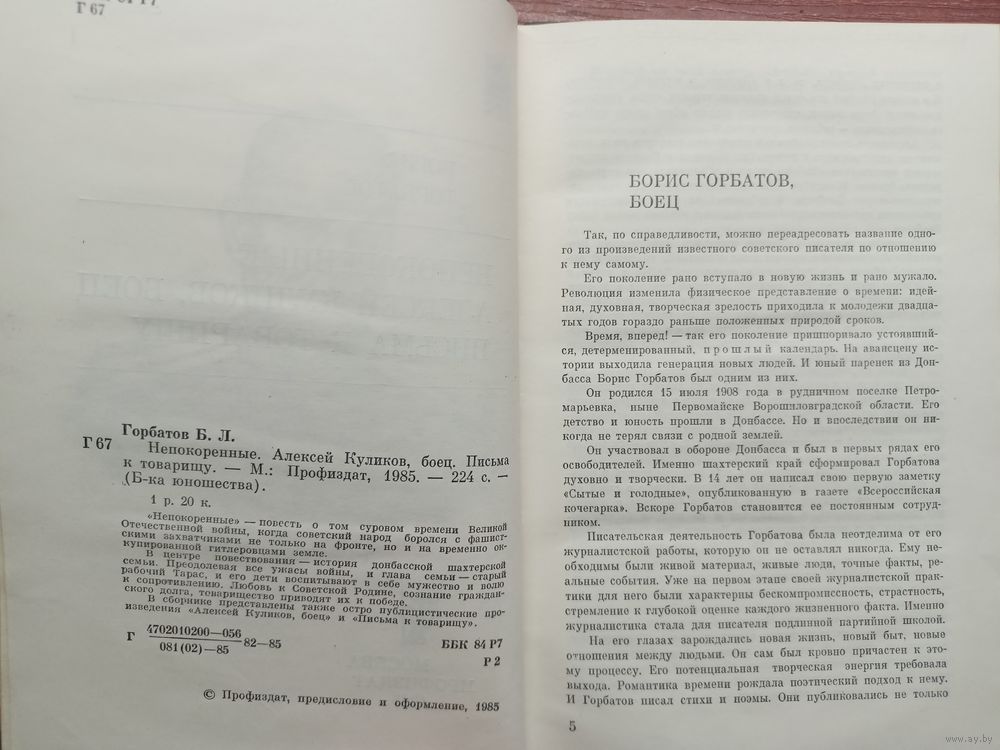 Г 67
Горбатов Б. Л.
Г 67
Непокоренные. Алексей Куликов, боец. Письма
к товарищу. — М.: Профиздат, 1985. — 224 с. —
(Б-ка юношества).
1 р. 20 к.
«Непокоренные» — повесть о том суровом времени Великой
Отечественной войны, когда советский народ боролся с фашист-
скими захватчиками не только на фронте, но и на временно ок-
купированной гитлеровцами земле.
В центре повествования — история донбасской шахтерской
семьи. Преодолевая все ужасы войны, и глава семьи — старый
рабочий Тарас, и его дети воспитывают в себе мужество и волю
к сопротивлению. Любовь к Советской Родине, сознание граждан-
ского долга, товарищество приводят их к победе.
В сборнике представлены также остро публицистические про-
изведения «Алексей Куликов, боец» и «Письма к товарищу».
Г 4702010200—056
081(02)—85 82—85
ББК 84 Р7
Р 2
© Профиздат, предисловие и оформление, 1985
БОРИС ГОРБАТОВ,
БОЕЦ
Так, по справедливости, можно переадресовать название одно-
го из произведений известного советского писателя по отношению
к нему самому.
Его поколение рано вступало в новую жизнь и рано мужало.
Революция изменила физическое представление о времени: идей-
ная, духовная, творческая зрелость приходила к молодежи двадца-
тых годов гораздо раньше положенных природой сроков.
Время, вперед! — так его поколение пришпоривало устоявший-
ся, детерменированный, прошлый календарь. На авансцену ис-
тории выходила генерация новых людей. И юный паренек из Дон-
басса Борис Горбатов был одним из них.
Он родился 15 июля 1908 года в рудничном поселке Петро-
марьевка, ныне Первомайске Ворошиловградской области. Его
детство и юность прошли в Донбассе. Но и впоследствии он ни-
когда не терял связи с родной землей.
Он участвовал в обороне Донбасса и был в первых рядах его
освободителей. Именно шахтерский край сформировал Горбатова
духовно и творчески. В 14 лет он написал свою первую заметку
«Сытые и голодные», опубликованную в газете «Всероссийская
кочегарка». Вскоре Горбатов становится ее постоянным сотруд-
ником.
Писательская деятельность Горбатова была неотделима от его
журналистской работы, которую он не оставлял никогда. Ему не-
обходимы были живой материал, живые люди, точные факты, ре-
альные события. Уже на первом этапе своей журналистской прак-
тики для него были характерны бескомпромиссность, страстность,
стремление к глубокой оценке каждого жизненного факта. Именно
журналистика стала для писателя подлинной партийной школой.
На его глазах зарождались новая жизнь, новый быт, новые
отношения между людьми. Он сам был кровно причастен к это-
му процессу. Его потенциальная творческая энергия требовала
выхода. Романтика времени рождала поэтический подход к нему.
И Горбатов писал стихи и поэмы. Они публиковались не только
5
www.ay.by